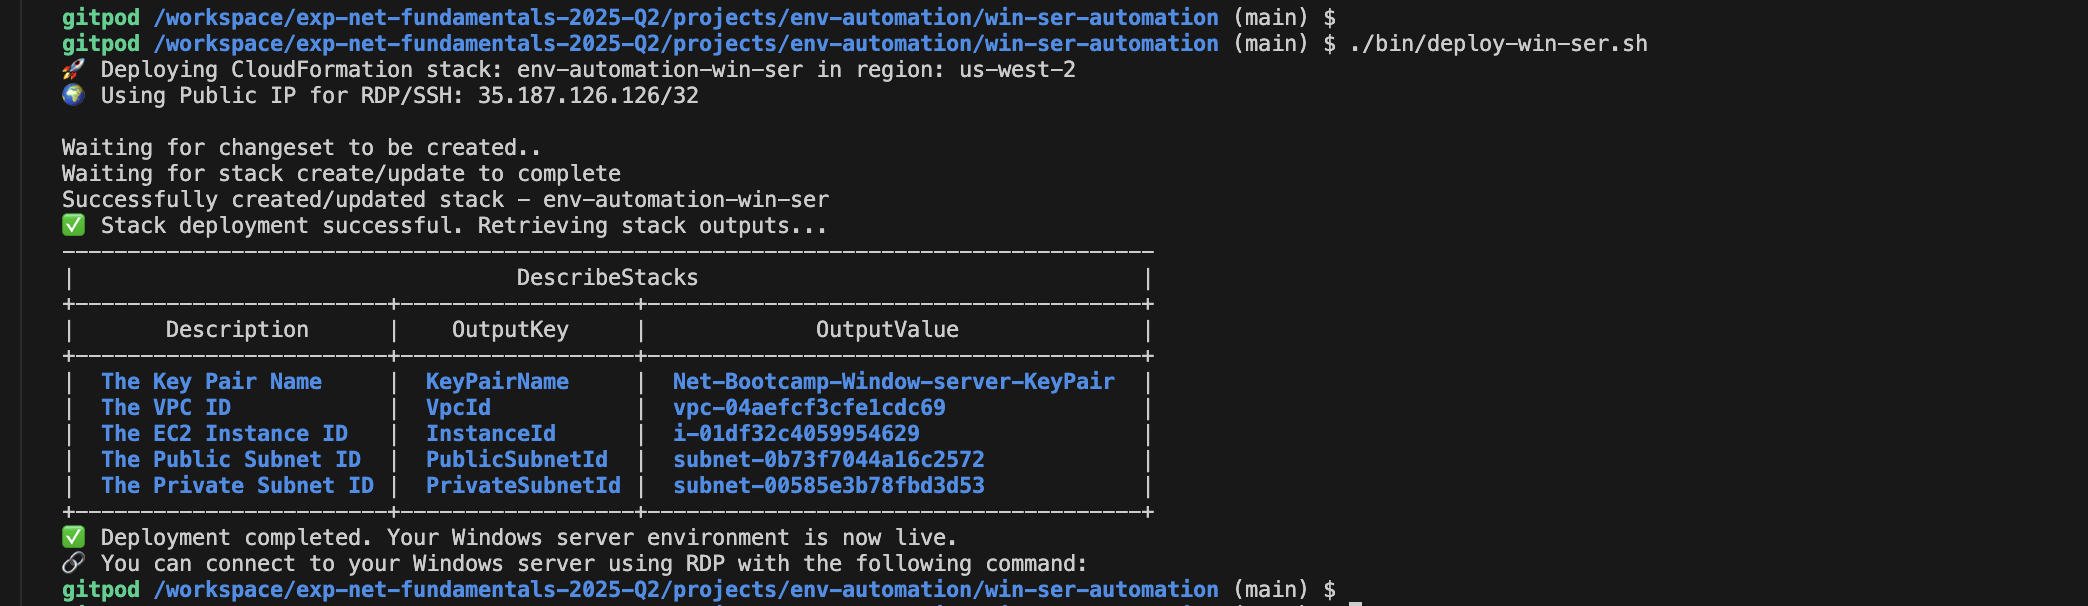 gitpod /workspace/exp-net-fundamentals-2025-Q2/projects/env-automation/win-ser-automation (main) $
gitpod /workspace/exp-net-fundamentals-2025-Q2/projects/env-automation/win-ser-automation (main) $ ./bin/deploy-win-ser.sh
🚀 Deploying CloudFormation stack: env-automation-win-ser in region: us-west-2
🌍 Using Public IP for RDP/SSH: 35.187.126.126/32
Waiting for changeset to be created..
Waiting for stack create/update to complete
Successfully created/updated stack - env-automation-win-ser
✅ Stack deployment successful. Retrieving stack outputs...
| DescribeStacks |
| Description | OutputKey | OutputValue |
| The Key Pair Name | KeyPairName | Net-Bootcamp-Window-server-KeyPair |
| The VPC ID | VpcId | vpc-04aefcf3cfe1cdc69 |
| The EC2 Instance ID | InstanceId | i-01df32c4059954629 |
| The Public Subnet ID | PublicSubnetId | subnet-0b73f7044a16c2572 |
| The Private Subnet ID | PrivateSubnetId | subnet-00585e3b78fbd3d53 |
✅ Deployment completed. Your Windows server environment is now live.
🔗 You can connect to your Windows server using RDP with the following command:
gitpod /workspace/exp-net-fundamentals-2025-Q2/projects/env-automation/win-ser-automation (main) $